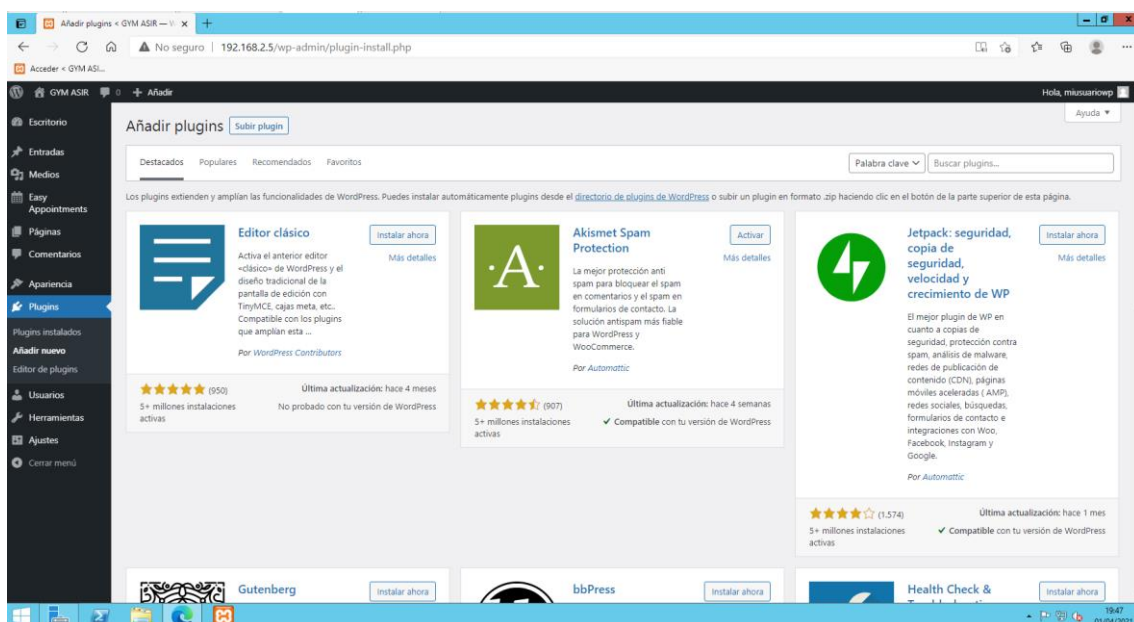 Añadir plugins < GYM ASIR — 
No seguro | 192.168.2.5/wp-admin/plugin-install.php
Acceder < GYM ASI...
GYM ASIR 0 + Añadir
Hola, miusuariowp
Escritorio
Entradas
Medios
Easy
Appointments
Páginas
Comentarios
Apariencia
Plugins
Plugins instalados
Añadir nuevo
Editor de plugins
Usuarios
Herramientas
Ajustes
Cerrar menú
Ayuda
Añadir plugins Subir plugin
Destacados Populares Recomendados Favoritos
Palabra clave Buscar plugins...
Los plugins extienden y amplían las funcionalidades de WordPress. Puedes instalar automáticamente plugins desde el directorio de plugins de WordPress o subir un plugin en formato .zip haciendo clic en el botón de la parte superior de esta página.
Editor clásico
Instalar ahora
Más detalles
Activa el anterior editor
«clásico» de WordPress y el
diseño tradicional de la
pantalla de edición con
TinyMCE, cajas meta, etc..
Compatible con los plugins
que amplían esta ...
Por WordPress Contributors
(950)
Última actualización: hace 4 meses
5+ millones instalaciones
activas
No probado con tu versión de WordPress
·A·
Akismet Spam
Protection
Activar
Más detalles
La mejor protección anti
spam para bloquear el spam
en comentarios y el spam en
formularios de contacto. La
solución antispam más fiable
para WordPress y
WooCommerce.
Por Automattic
(907)
Última actualización: hace 4 semanas
5+ millones instalaciones
activas
✔ Compatible con tu versión de WordPress
Jetpack: seguridad,
copia de
seguridad,
velocidad y
crecimiento de WP
Instalar ahora
Más detalles
El mejor plugin de WP en
cuanto a copias de
seguridad, protección contra
spam, análisis de malware,
redes de publicación de
contenido (CDN), páginas
móviles aceleradas ( AMP),
redes sociales, búsquedas,
formularios de contacto e
integraciones con Woo,
Facebook, Instagram y
Google.
Por Automattic
(1.574)
Última actualización: hace 1 mes
5+ millones instalaciones
activas
✔ Compatible con tu versión de WordPress
Gutenberg
Instalar ahora
bbPress
Instalar ahora
Health Check &
Instalar ahora
19:47
01/04/2021